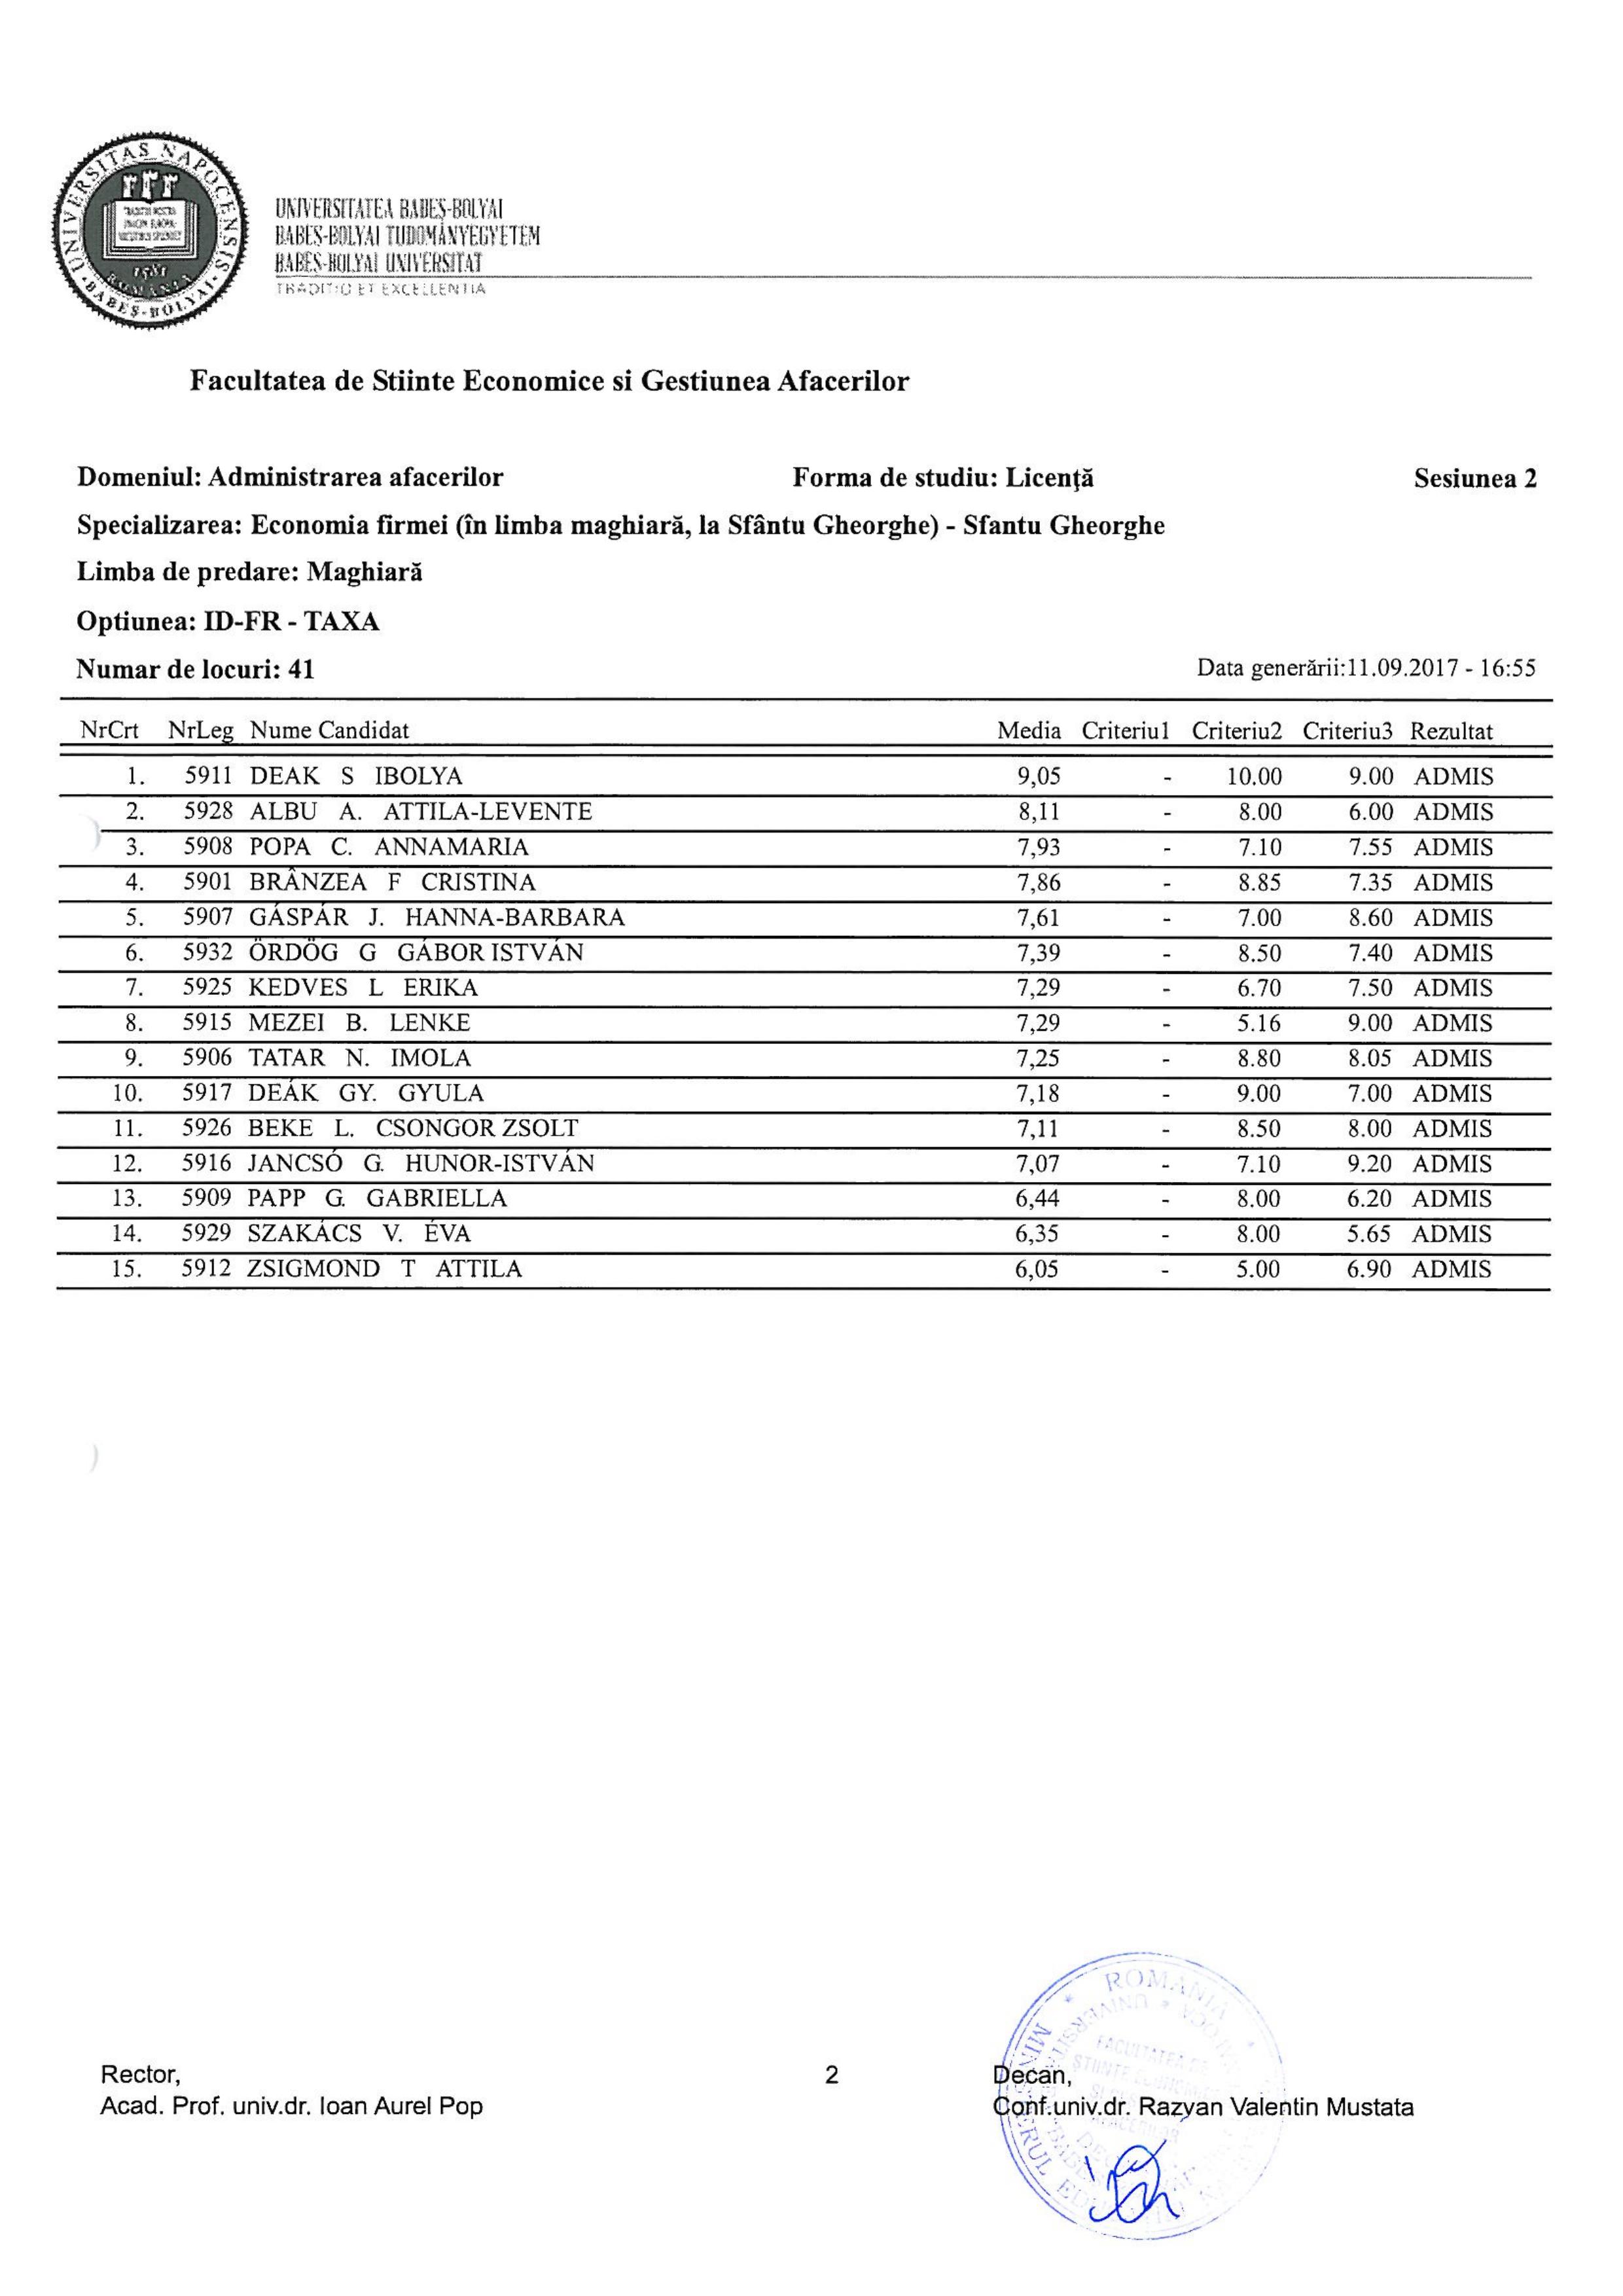 UNIVERSITAS NAPOCENSIS
BABEȘ-BOLYAI
1581
ROMANIA
UNIVERSITATEA BABEȘ-BOLYAI
BABEȘ-BOLYAI TUDOMÁNYEGYETEM
BABEȘ-BOLYAI UNIVERSITAT
TRADITIO ET EXCELLENTIA
Facultatea de Stiinte Economice si Gestiunea Afacerilor
Domeniul: Administrarea afacerilor Forma de studiu: Licenţă Sesiunea 2
Specializarea: Economia firmei (în limba maghiară, la Sfântu Gheorghe) - Sfantu Gheorghe
Limba de predare: Maghiară
Optiunea: ID-FR - TAXA
Numar de locuri: 41 Data generării:11.09.2017 - 16:55
NrCrt NrLeg Nume Candidat Media Criteriu1 Criteriu2 Criteriu3 Rezultat
1. 5911 DEAK S IBOLYA 9,05 - 10.00 9.00 ADMIS
2. 5928 ALBU A. ATTILA-LEVENTE 8,11 - 8.00 6.00 ADMIS
3. 5908 POPA C. ANNAMARIA 7,93 - 7.10 7.55 ADMIS
4. 5901 BRÂNZEA F CRISTINA 7,86 - 8.85 7.35 ADMIS
5. 5907 GÁSPÁR J. HANNA-BARBARA 7,61 - 7.00 8.60 ADMIS
6. 5932 ÖRDÖG G GÁBOR ISTVÁN 7,39 - 8.50 7.40 ADMIS
7. 5925 KEDVES L ERIKA 7,29 - 6.70 7.50 ADMIS
8. 5915 MEZEI B. LENKE 7,29 - 5.16 9.00 ADMIS
9. 5906 TATAR N. IMOLA 7,25 - 8.80 8.05 ADMIS
10. 5917 DEÁK GY. GYULA 7,18 - 9.00 7.00 ADMIS
11. 5926 BEKE L. CSONGOR ZSOLT 7,11 - 8.50 8.00 ADMIS
12. 5916 JANCSÓ G. HUNOR-ISTVÁN 7,07 - 7.10 9.20 ADMIS
13. 5909 PAPP G. GABRIELLA 6,44 - 8.00 6.20 ADMIS
14. 5929 SZAKÁCS V. ÉVA 6,35 - 8.00 5.65 ADMIS
15. 5912 ZSIGMOND T ATTILA 6,05 - 5.00 6.90 ADMIS
ROMANIA
FACULTATEA DE
Rector, 2 Decan,
Acad. Prof. univ.dr. Ioan Aurel Pop Conf.univ.dr. Razvan Valentin Mustata